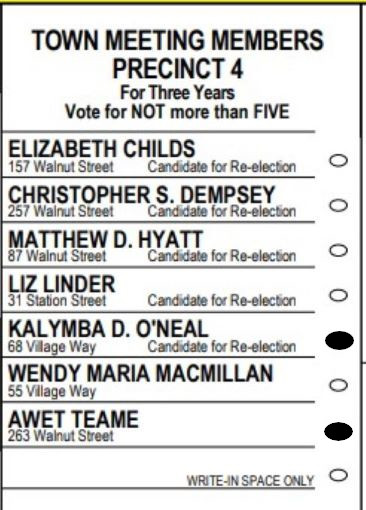 TOWN MEETING MEMBERS
PRECINCT 4
For Three Years
Vote for NOT more than FIVE
ELIZABETH CHILDS
157 Walnut Street Candidate for Re-election
CHRISTOPHER S. DEMPSEY
257 Walnut Street Candidate for Re-election
MATTHEW D. HYATT
87 Walnut Street Candidate for Re-election
LIZ LINDER
31 Station Street Candidate for Re-election
KALYMBA D. O'NEAL
68 Village Way Candidate for Re-election
WENDY MARIA MACMILLAN
55 Village Way
AWET TEAME
263 Walnut Street
WRITE-IN SPACE ONLY